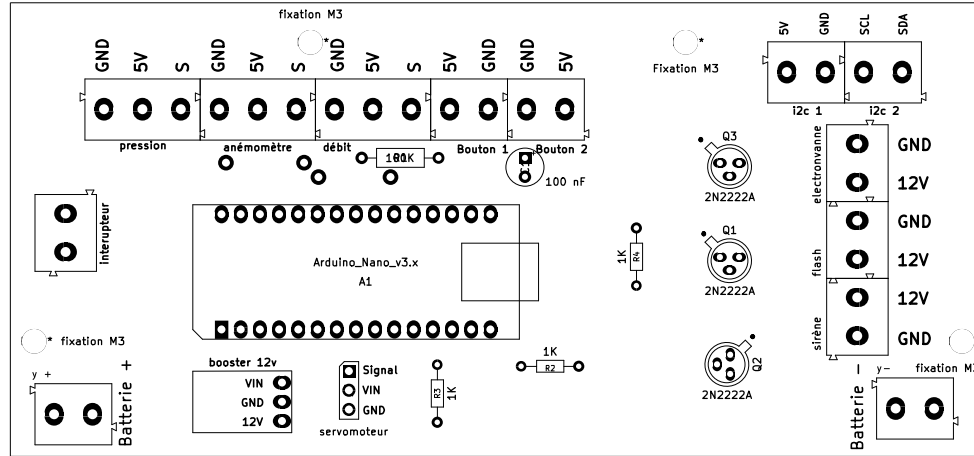 fixation M3
*
*
Fixation M3
GND
5V
S
GND
5V
S
GND
5V
S
5V
GND
GND
5V
5V
GND
SCL
SDA
pression
anémomètre
débit
Bouton 1
Bouton 2
i2c 1
i2c 2
100 nF
Q3
2N2222A
electronvanne
GND
12V
interupteur
Arduino_Nano_v3.x
A1
1K
R4
Q1
2N2222A
flash
GND
12V
sirène
12V
GND
* fixation M3
y +
Batterie +
booster 12v
VIN
GND
12V
Signal
VIN
GND
servomoteur
R3
1K
1K
R2
Q2
2N2222A
Batterie -
y-
fixation M3